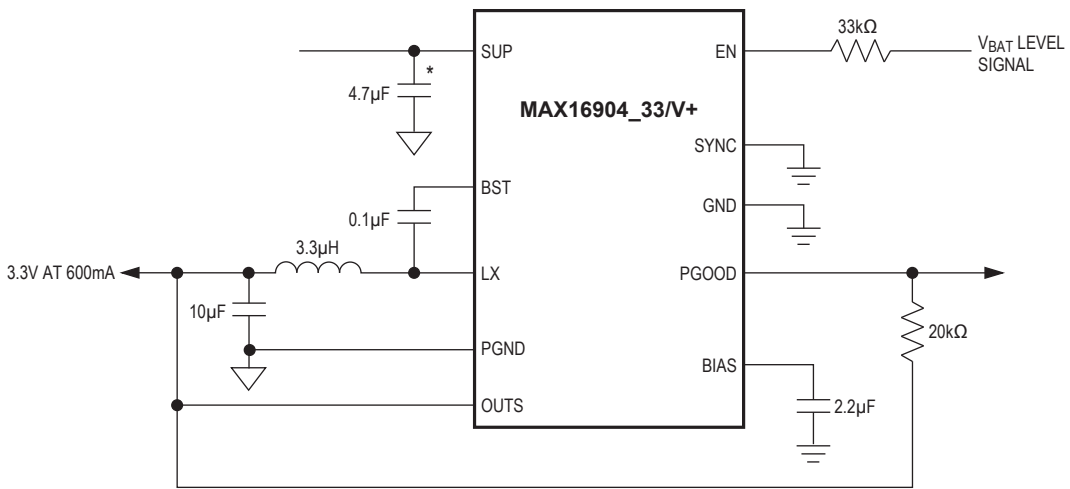 33kΩ
SUP
EN
VBAT LEVEL
SIGNAL
*
4.7µF
MAX16904_33/V+
SYNC
BST
GND
0.1µF
3.3µH
3.3V AT 600mA
LX
PGOOD
10µF
20kΩ
PGND
BIAS
OUTS
2.2µF